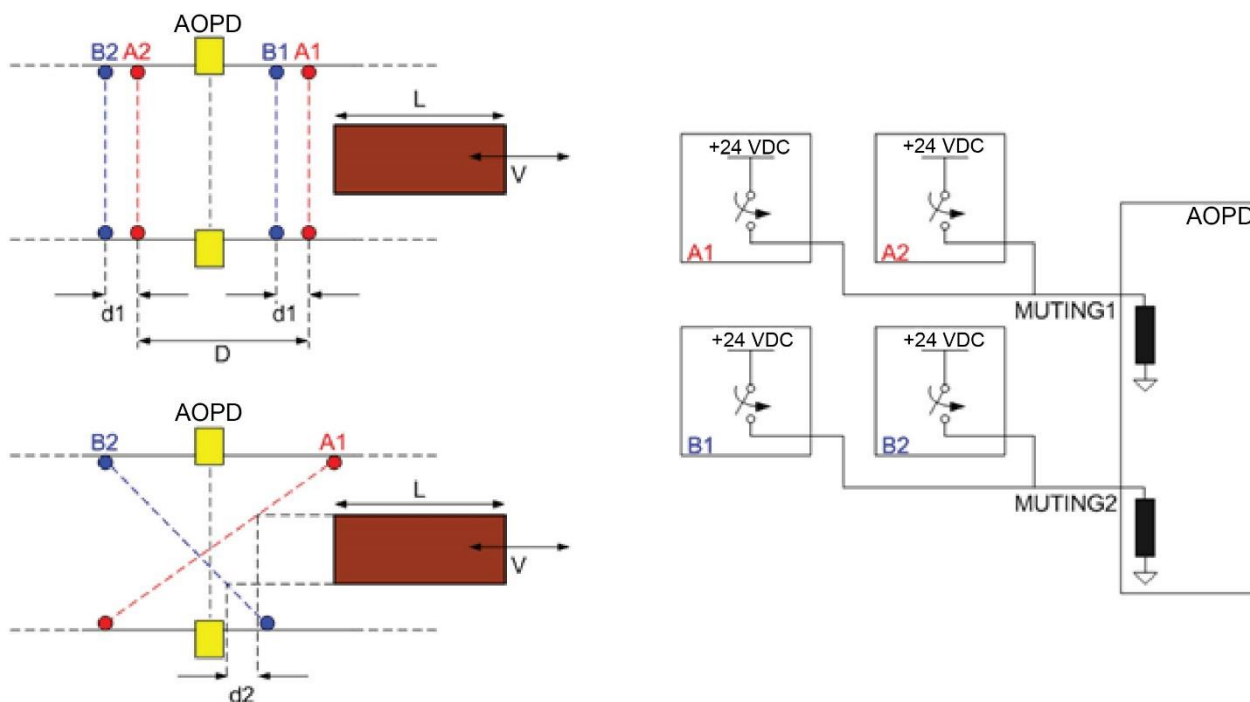 AOPD
B2 A2 B1 A1
L
V
d1 d1
D
AOPD
B2 A1
L
V
d2
+24 VDC +24 VDC
A1 A2
AOPD
MUTING1
+24 VDC +24 VDC
B1 B2
MUTING2